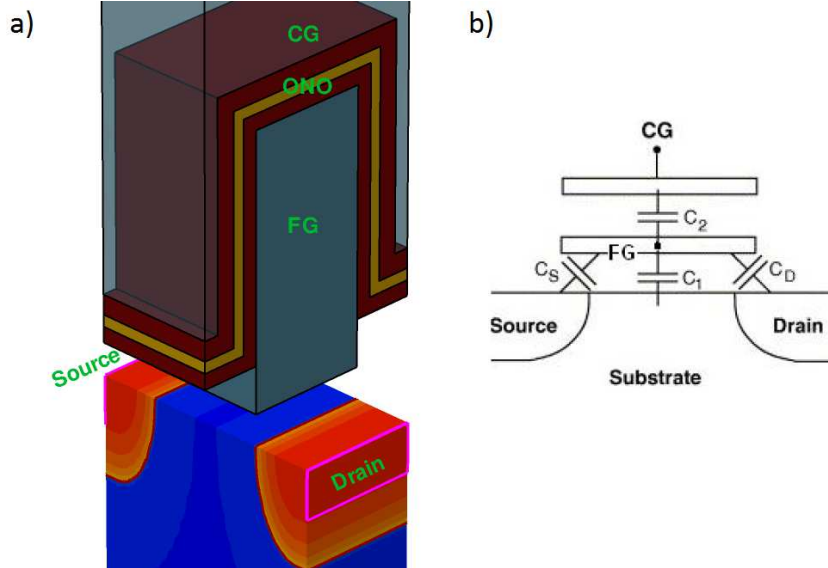 a)
CG
ONO
FG
Source
Drain
b)
CG
C2
FG
CS
C1
CD
Source
Drain
Substrate